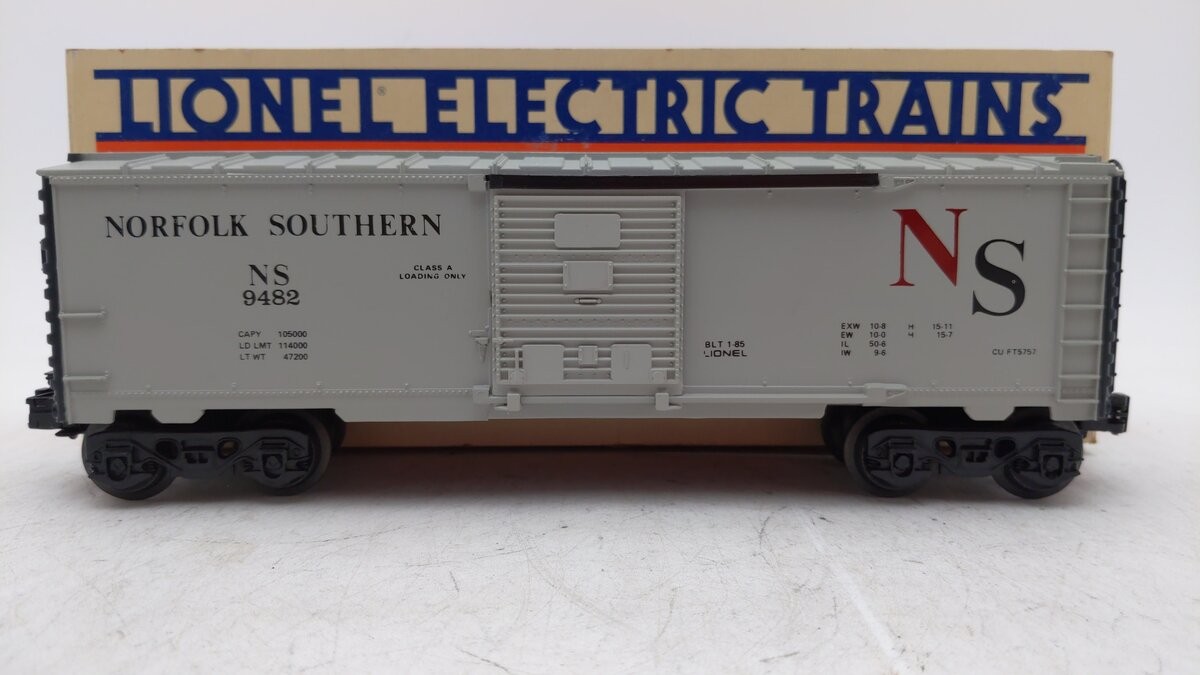 LIONEL® ELECTRIC TRAINS
NORFOLK SOUTHERN
NS
9482
CLASS A
LOADING ONLY
CAPY 105000
LD LMT 114000
LT WT 47200
BLT 1-85
LIONEL
NS
EXW 10-8 H 15-11
EW 10-0 H 15-7
IL 50-6
IW 9-6
CU FT5757